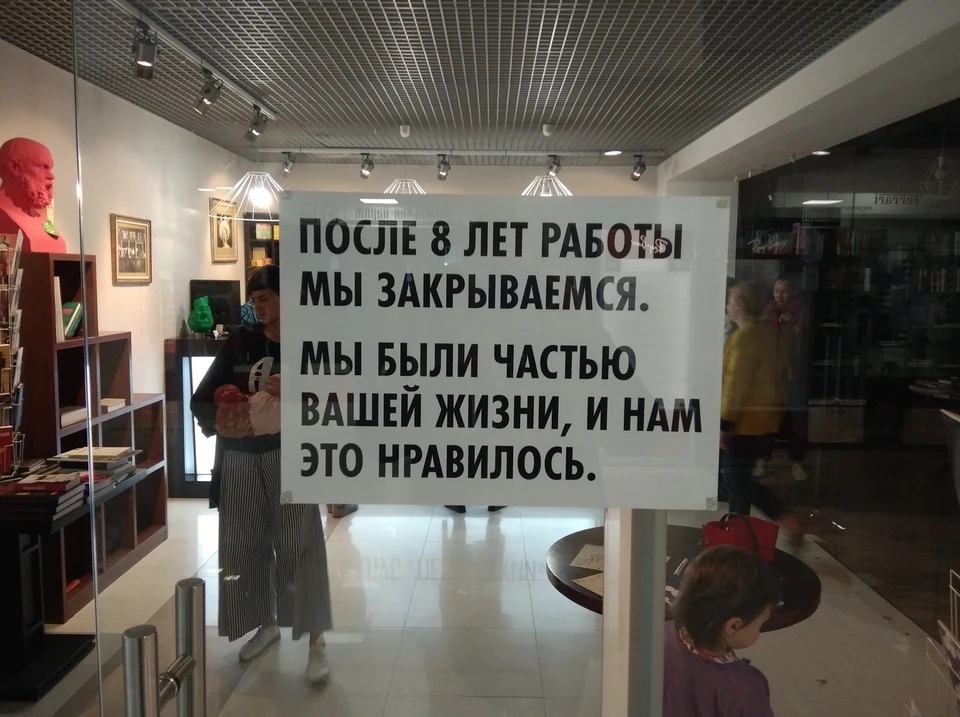 ПОСЛЕ 8 ЛЕТ РАБОТЫ
МЫ ЗАКРЫВАЕМСЯ.
МЫ БЫЛИ ЧАСТЬЮ
ВАШЕЙ ЖИЗНИ, И НАМ
ЭТО НРАВИЛОСЬ.